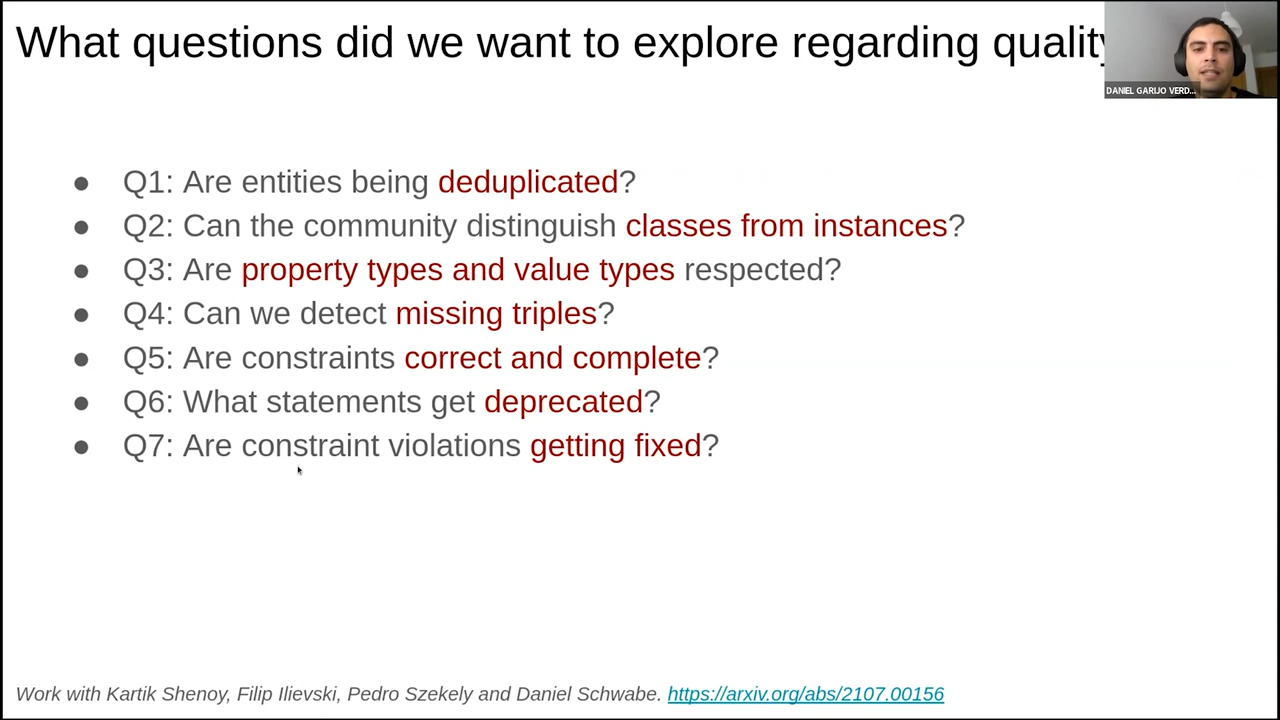 What questions did we want to explore regarding quality
DANIEL GARIJO VERD...
● Q1: Are entities being deduplicated?
● Q2: Can the community distinguish classes from instances?
● Q3: Are property types and value types respected?
● Q4: Can we detect missing triples?
● Q5: Are constraints correct and complete?
● Q6: What statements get deprecated?
● Q7: Are constraint violations getting fixed?
Work with Kartik Shenoy, Filip Ilievski, Pedro Szekely and Daniel Schwabe. https://arxiv.org/abs/2107.00156